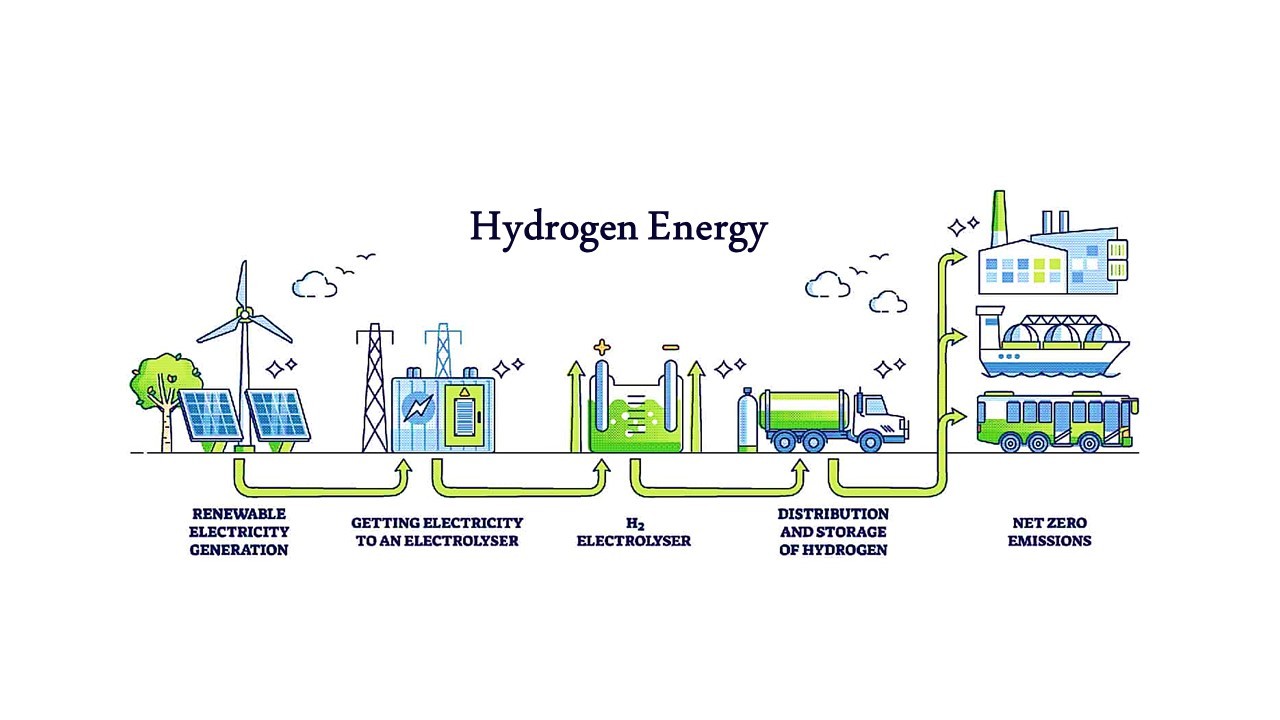 Hydrogen Energy
RENEWABLE
ELECTRICITY
GENERATION
GETTING ELECTRICITY
TO AN ELECTROLYSER
H₂
ELECTROLYSER
DISTRIBUTION
AND STORAGE
OF HYDROGEN
NET ZERO
EMISSIONS